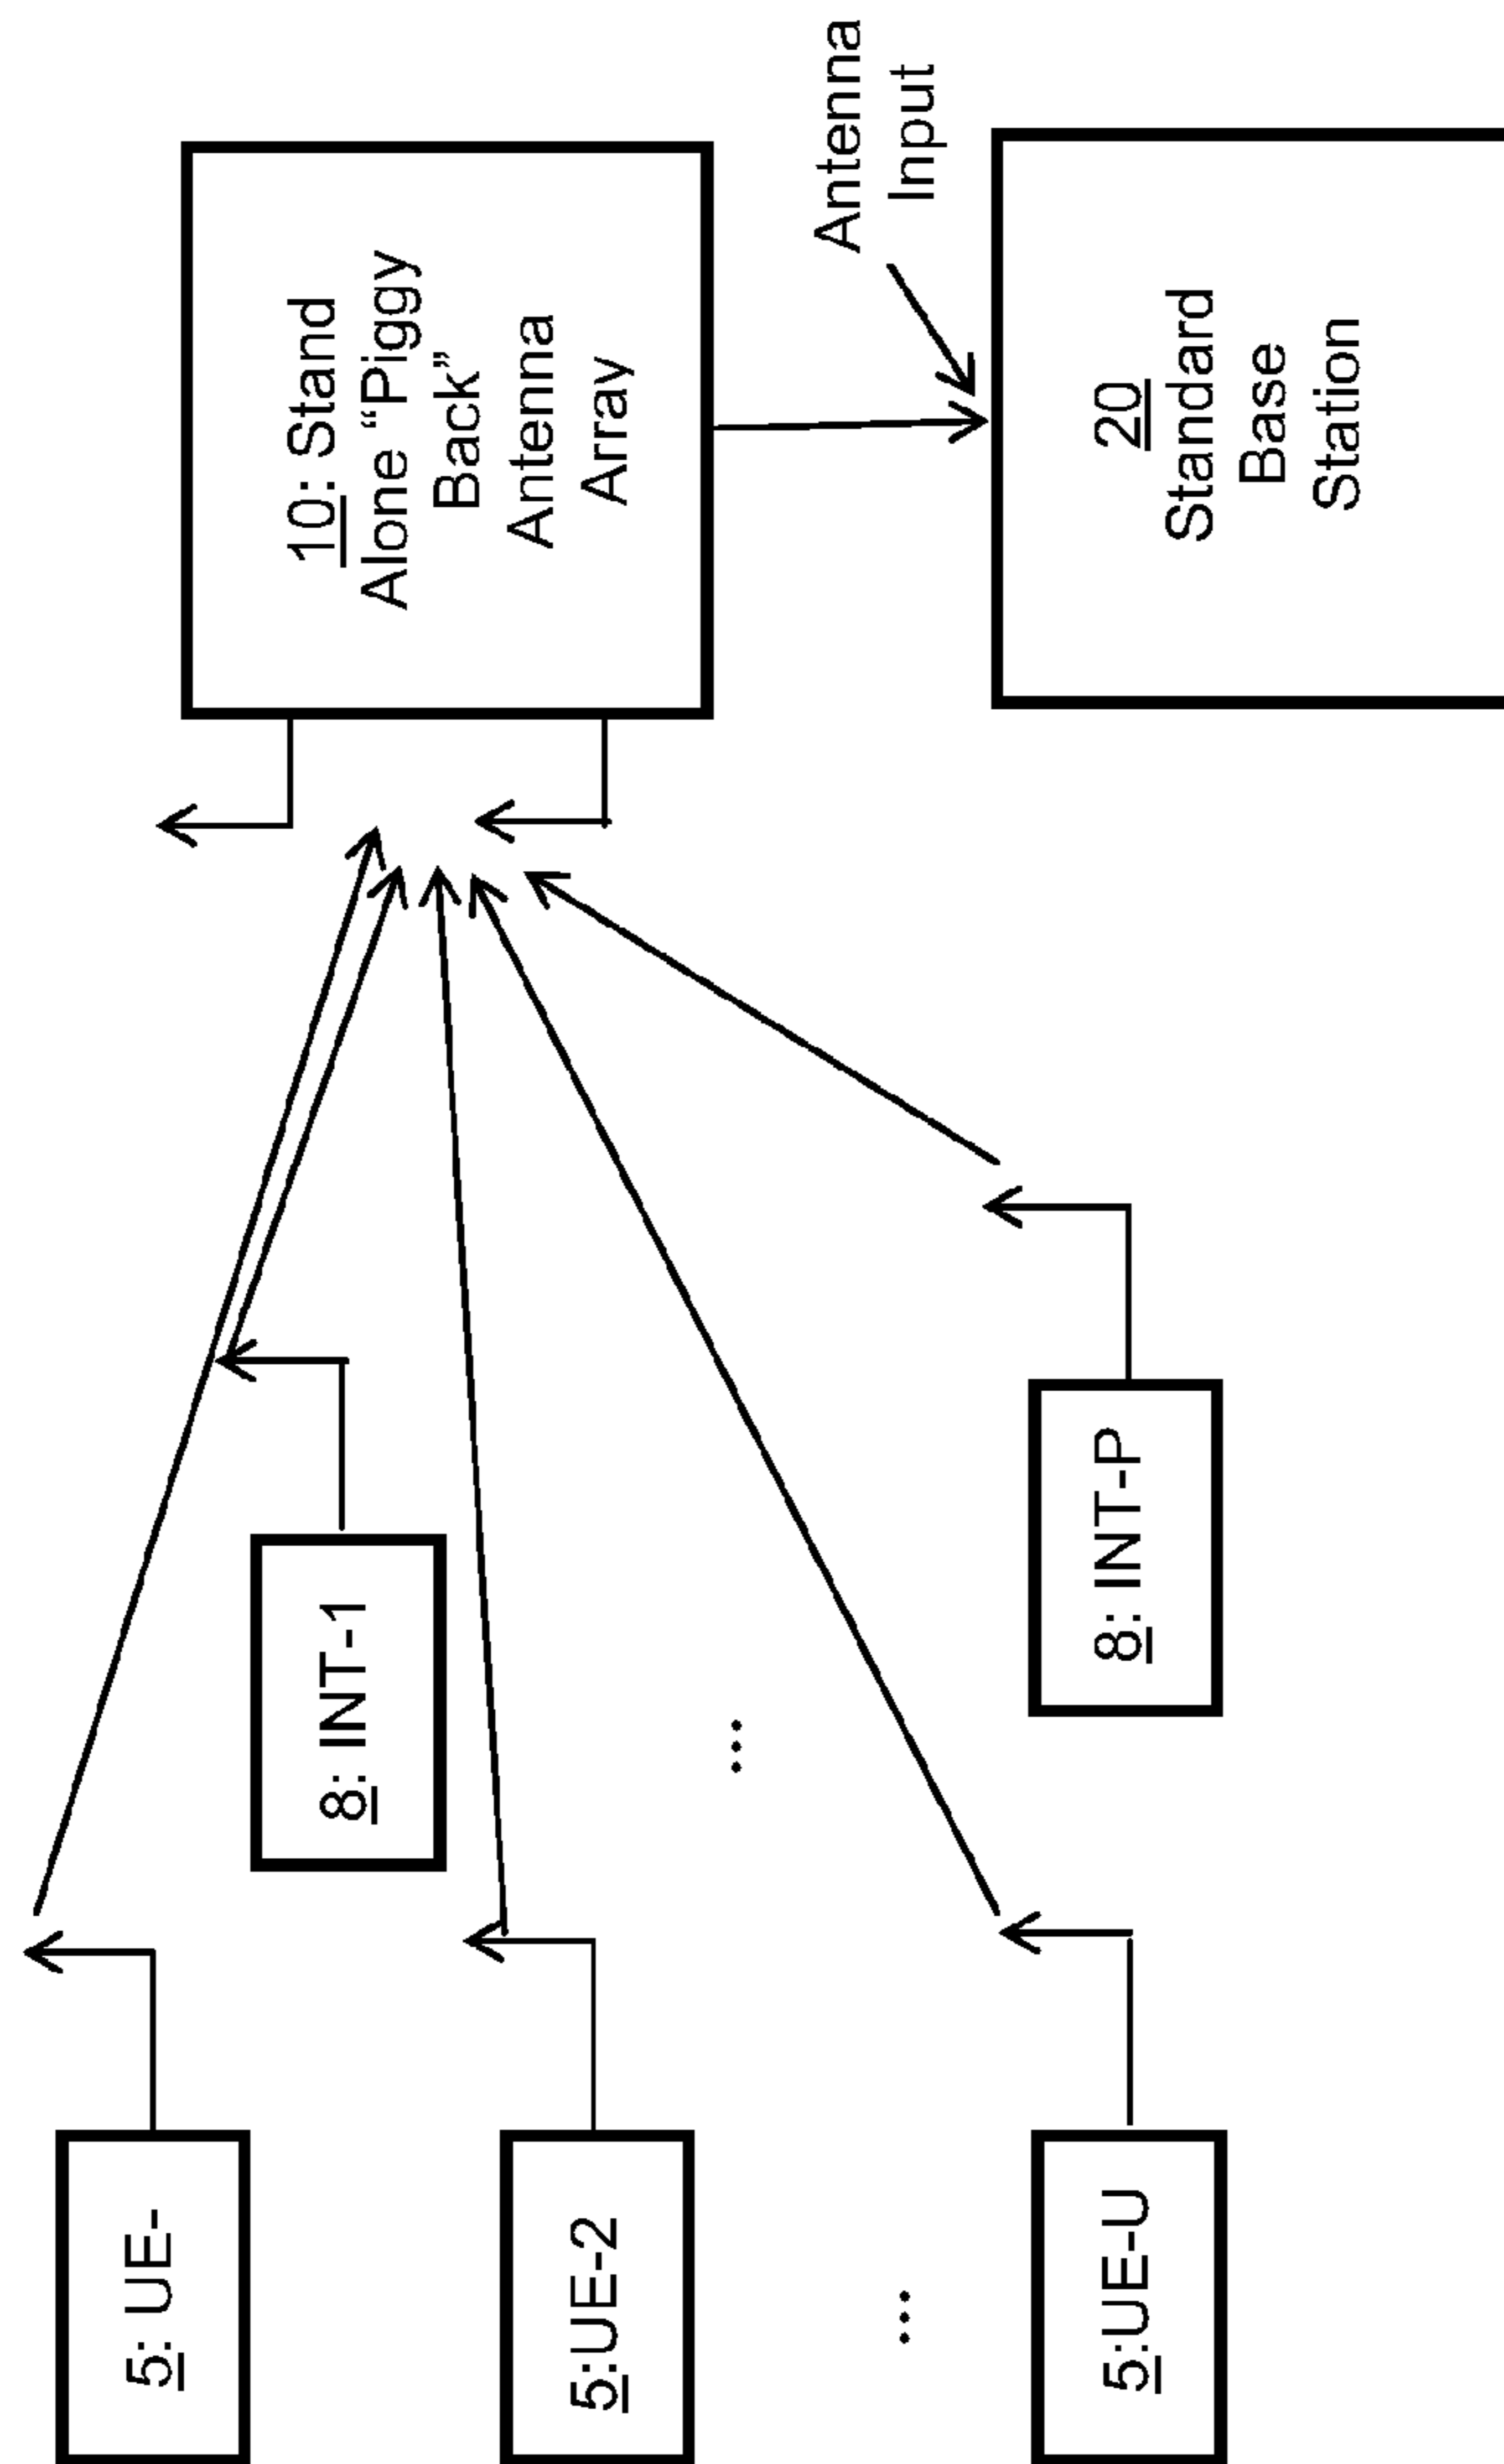 5: UE-
5:UE-2
...
5:UE-U
8: INT-1
...
8: INT-P
10: Stand
Alone “Piggy
Back”
Antenna
Array
Antenna
Input
20
Standard
Base
Station